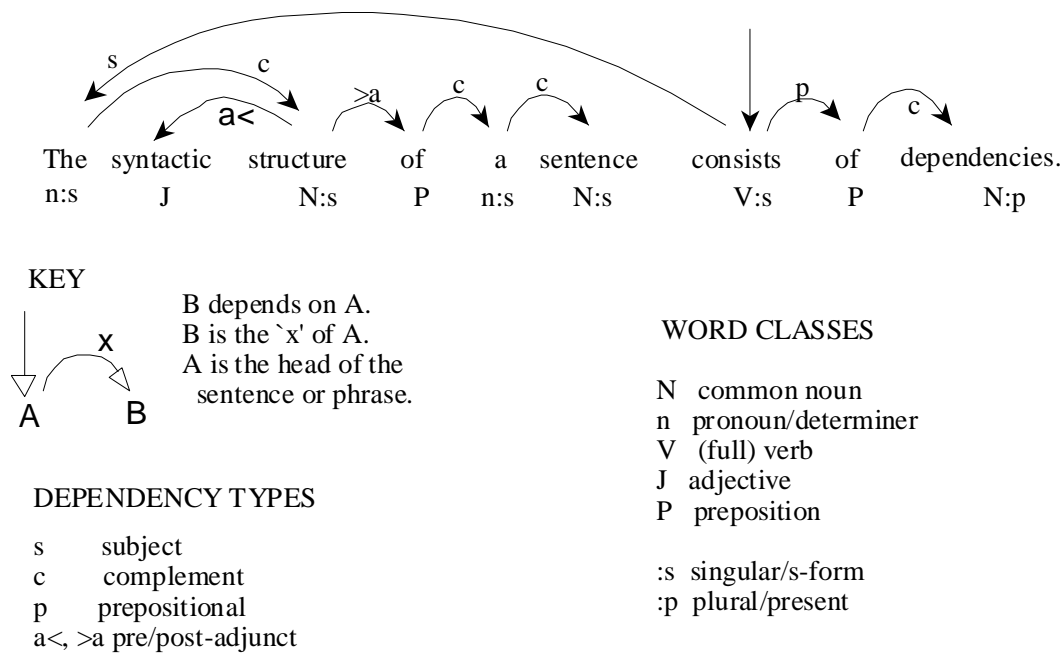 s c >a c c p c
a<
The syntactic structure of a sentence consists of dependencies.
n:s J N:s P n:s N:s V:s P N:p
KEY
x
A B
B depends on A.
B is the `x' of A.
A is the head of the
sentence or phrase.
DEPENDENCY TYPES
s subject
c complement
p prepositional
a<, >a pre/post-adjunct
WORD CLASSES
N common noun
n pronoun/determiner
V (full) verb
J adjective
P preposition
:s singular/s-form
:p plural/present